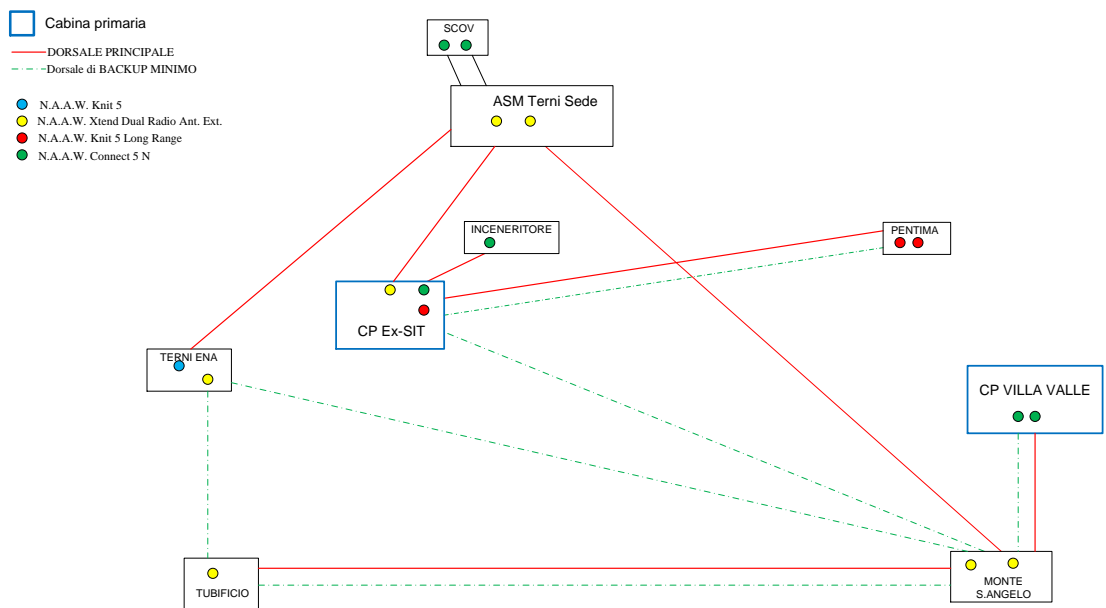 Cabina primaria
DORSALE PRINCIPALE
Dorsale di BACKUP MINIMO
N.A.A.W. Knit 5
N.A.A.W. Xtend Dual Radio Ant. Ext.
N.A.A.W. Knit 5 Long Range
N.A.A.W. Connect 5 N
SCOV
ASM Terni Sede
INCENERITORE
PENTIMA
CP Ex-SIT
TERNI ENA
CP VILLA VALLE
TUBIFICIO
MONTE
S.ANGELO